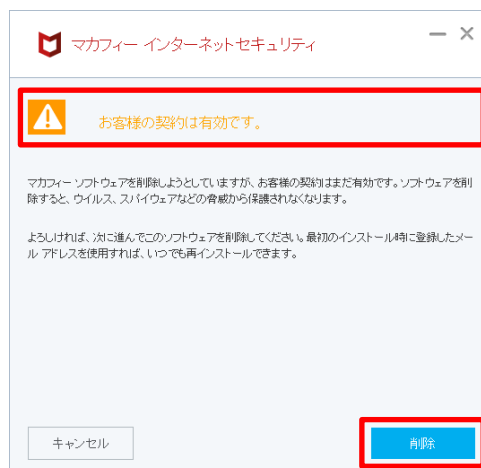 マカフィー インターネットセキュリティ
お客様の契約は有効です。
マカフィー ソフトウェアを削除しようとしていますが、お客様の契約はまだ有効です。ソフトウェアを削
除すると、ウイルス、スパイウェアなどの脅威から保護されなくなります。
よろしければ、次に進んでこのソフトウェアを削除してください。最初のインストール時に登録したメー
ル アドレスを使用すれば、いつでも再インストールできます。
キャンセル
削除